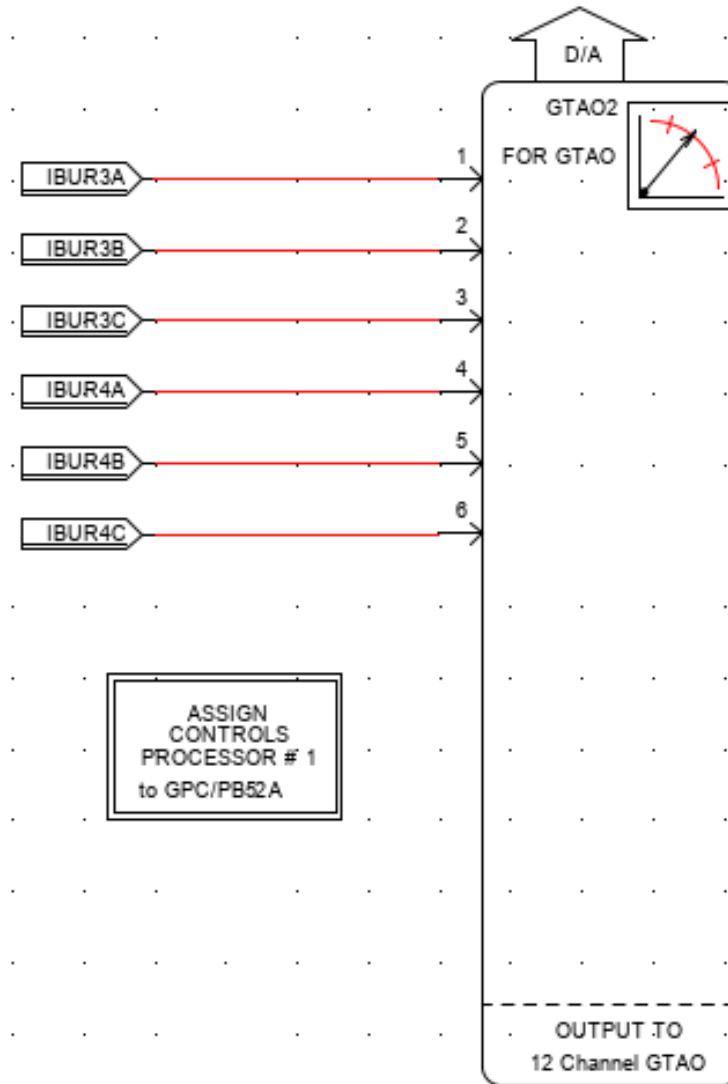 D/A
GTAO2
FOR GTAO
IBUR3A
1
IBUR3B
2
IBUR3C
3
IBUR4A
4
IBUR4B
5
IBUR4C
6
ASSIGN
CONTROLS
PROCESSOR # 1
to GPC/PB52A
OUTPUT TO
12 Channel GTAO